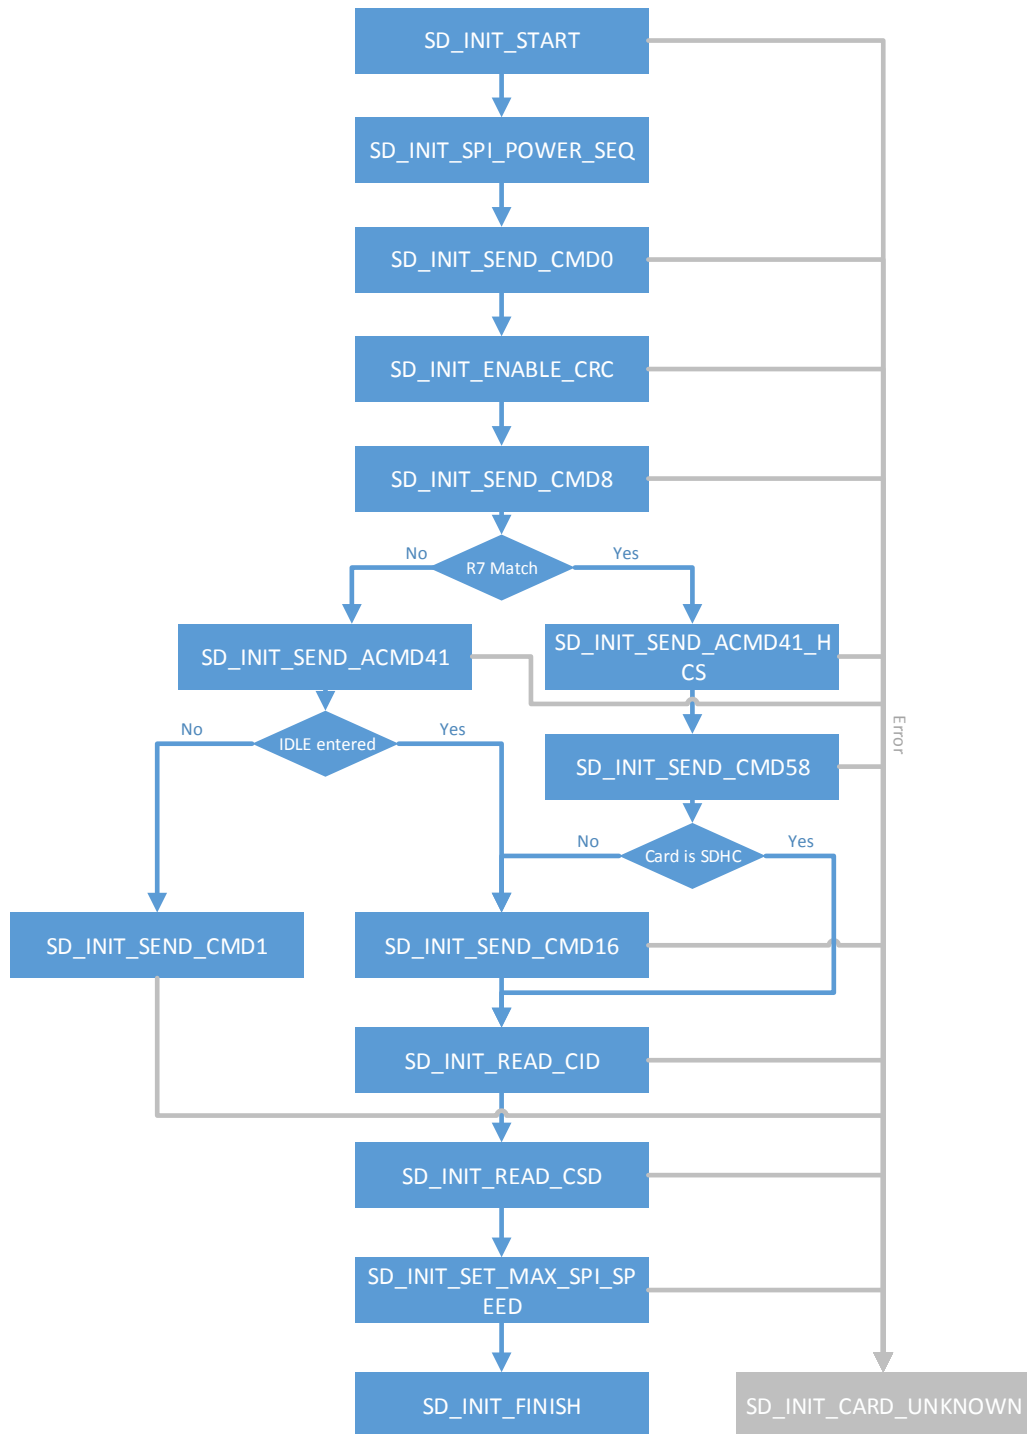 SD_INIT_START
SD_INIT_SPI_POWER_SEQ
SD_INIT_SEND_CMD0
SD_INIT_ENABLE_CRC
SD_INIT_SEND_CMD8
No
R7 Match
Yes
SD_INIT_SEND_ACMD41
SD_INIT_SEND_ACMD41_H
CS
No
IDLE entered
Yes
Error
SD_INIT_SEND_CMD58
No
Card is SDHC
Yes
SD_INIT_SEND_CMD1
SD_INIT_SEND_CMD16
SD_INIT_READ_CID
SD_INIT_READ_CSD
SD_INIT_SET_MAX_SPI_SP
EED
SD_INIT_FINISH
SD_INIT_CARD_UNKNOWN